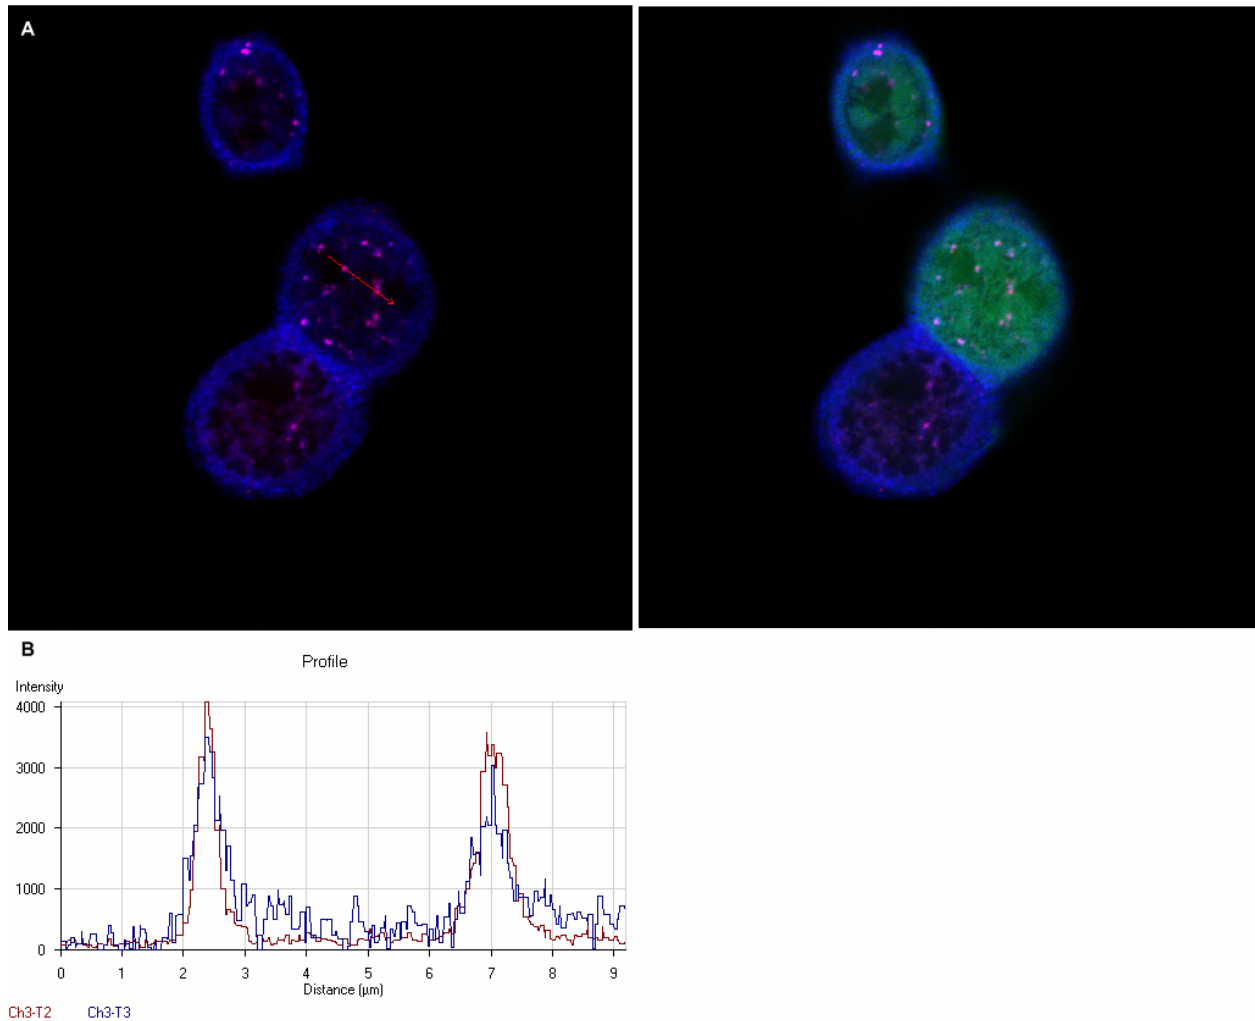 A
B
Profile
Intensity
4000
3000
2000
1000
0
0 1 2 3 4 5 6 7 8 9
Distance (µm)
Ch3-T2 Ch3-T3